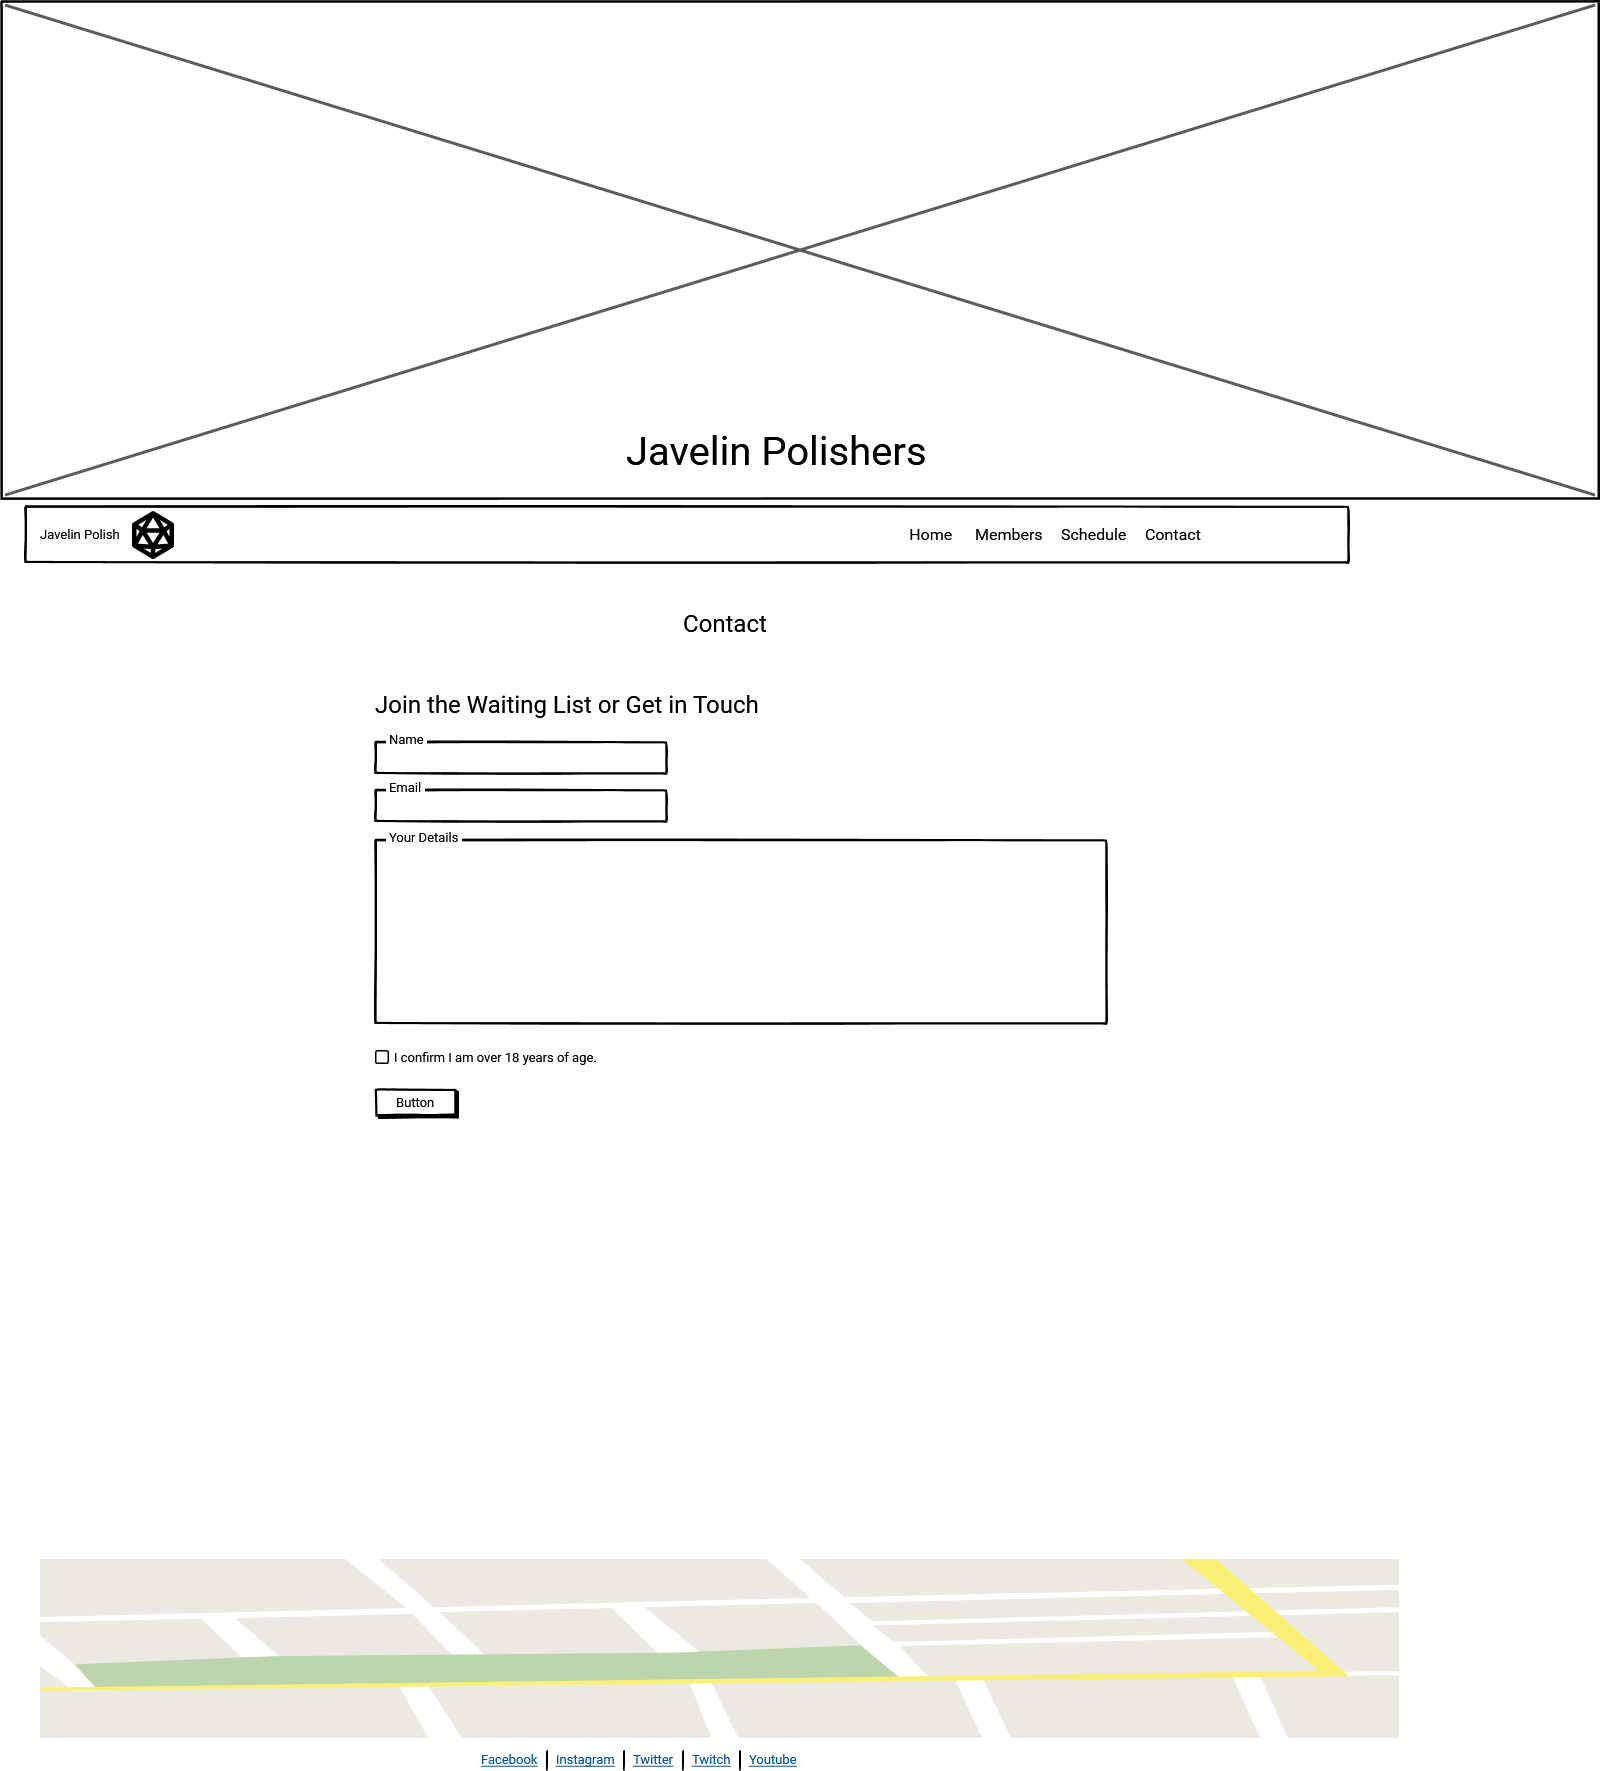 Javelin Polishers
Javelin Polish Home Members Schedule Contact
Contact
Join the Waiting List or Get in Touch
Name
Email
Your Details
I confirm I am over 18 years of age.
Button
Facebook Instagram Twitter Twitch Youtube